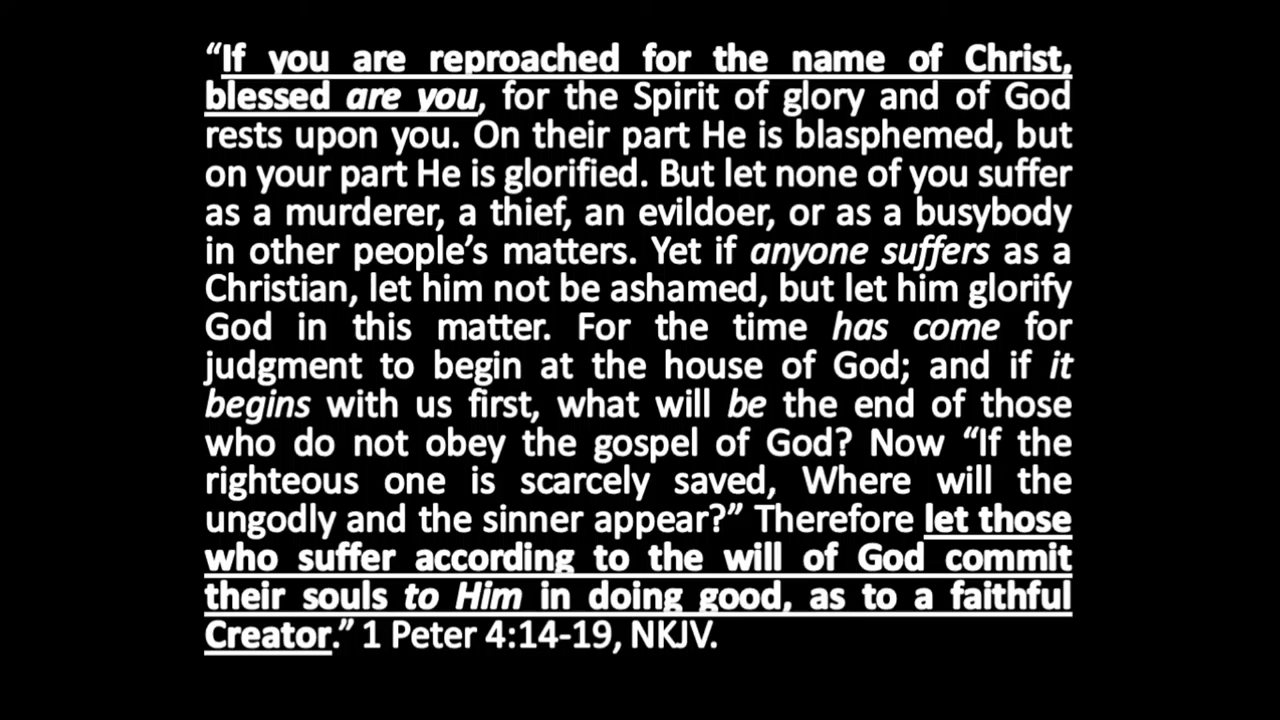 “If you are reproached for the name of Christ,
blessed are you, for the Spirit of glory and of God
rests upon you. On their part He is blasphemed, but
on your part He is glorified. But let none of you suffer
as a murderer, a thief, an evildoer, or as a busybody
in other people’s matters. Yet if anyone suffers as a
Christian, let him not be ashamed, but let him glorify
God in this matter. For the time has come for
judgment to begin at the house of God; and if it
begins with us first, what will be the end of those
who do not obey the gospel of God? Now “If the
righteous one is scarcely saved, Where will the
ungodly and the sinner appear?” Therefore let those
who suffer according to the will of God commit
their souls to Him in doing good, as to a faithful
Creator.” 1 Peter 4:14-19, NKJV.